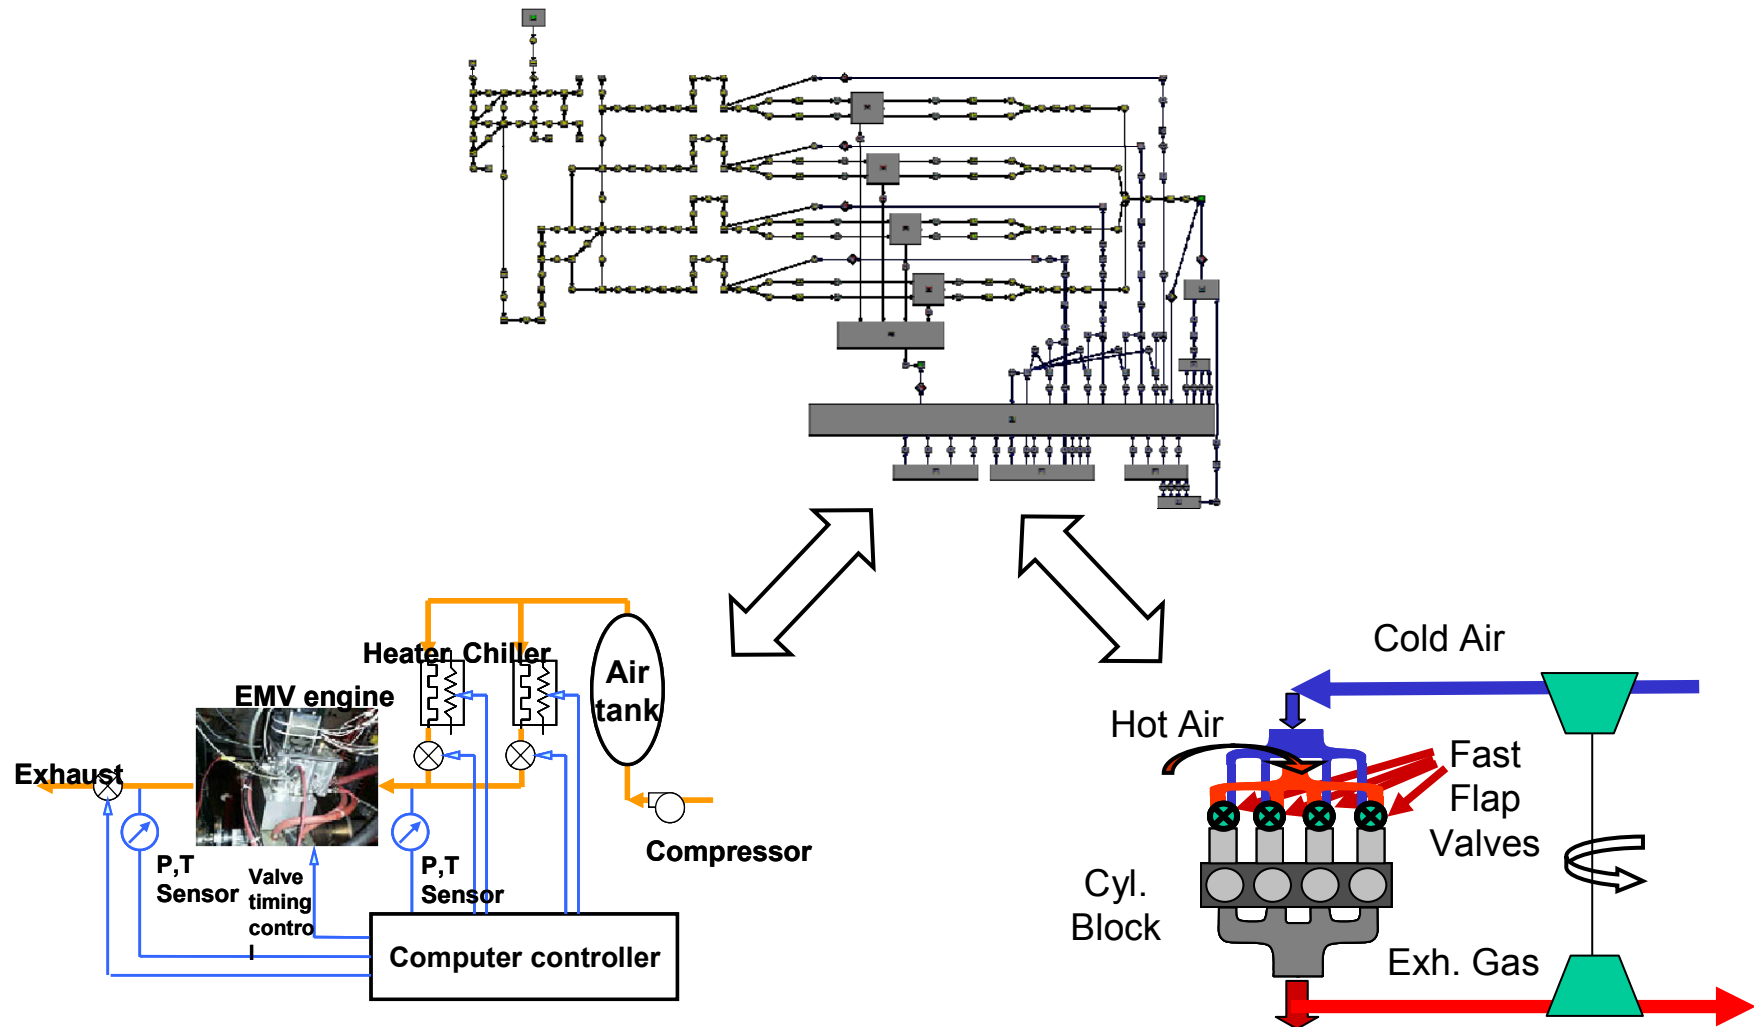 Heater Chiller
EMV engine
Air
tank
Exhaust
Compressor
P,T
Sensor
Valve
timing
contro
l
P,T
Sensor
Computer controller
Cold Air
Hot Air
Fast
Flap
Valves
Cyl.
Block
Exh. Gas